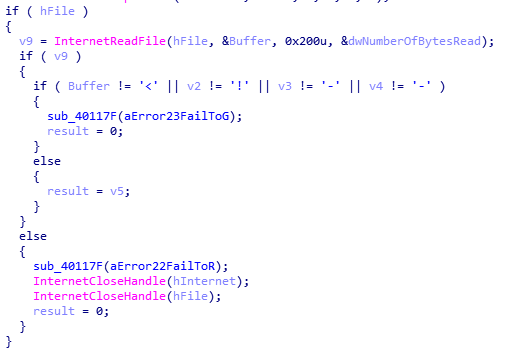 if ( hFile )
{
v9 = InternetReadFile(hFile, &Buffer, 0x200u, &dwNumberOfBytesRead);
if ( v9 )
{
if ( Buffer != '<' || v2 != '!' || v3 != '-' || v4 != '-' )
{
sub_40117F(aError23FailToG);
result = 0;
}
else
{
result = v5;
}
}
else
{
sub_40117F(aError22FailToR);
InternetCloseHandle(hInternet);
InternetCloseHandle(hFile);
result = 0;
}
}